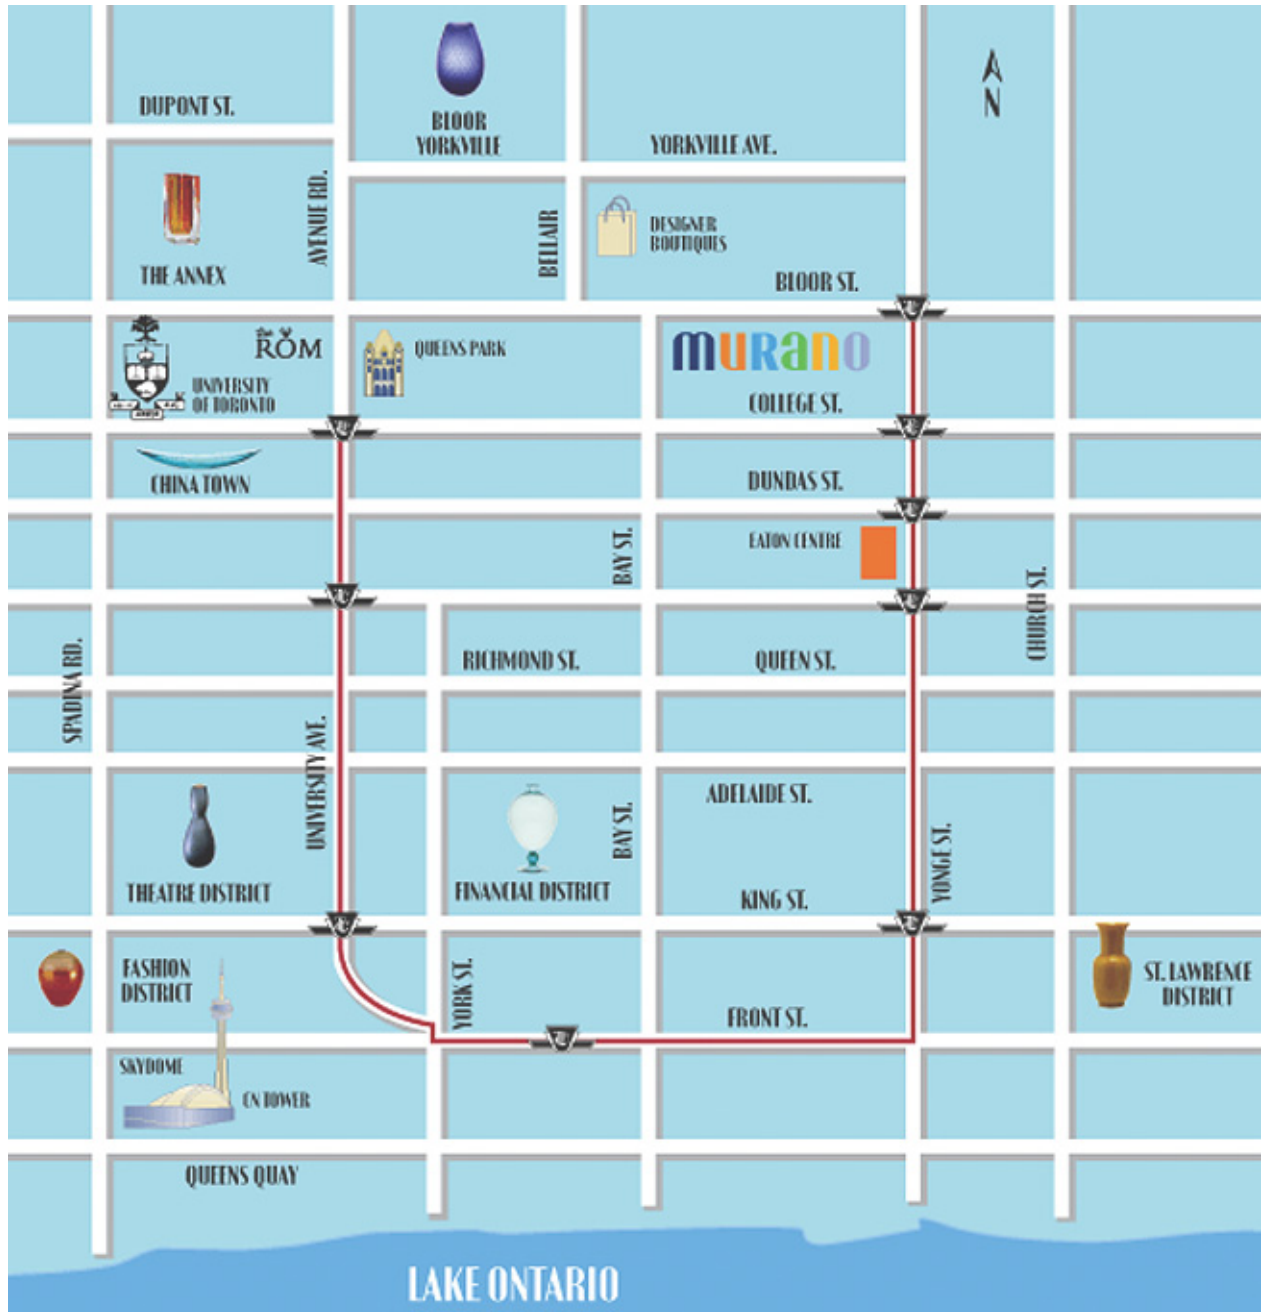 DUPONT ST.
BLOOR
YORKVILLE
YORKVILLE AVE.
N
AVENUE RD.
THE ANNEX
BELLAIR
DESIGNER
BOUTIQUES
BLOOR ST.
the
ROM
UNIVERSITY
OF TORONTO
QUEENS PARK
MURANO
COLLEGE ST.
CHINA TOWN
DUNDAS ST.
BAY ST.
EATON CENTRE
CHURCH ST.
SPADINA RD.
RICHMOND ST.
QUEEN ST.
UNIVERSITY AVE.
ADELAIDE ST.
BAY ST.
YONGE ST.
THEATRE DISTRICT
FINANCIAL DISTRICT
KING ST.
FASHION
DISTRICT
YORK ST.
ST. LAWRENCE
DISTRICT
FRONT ST.
SKYDOME
CN TOWER
QUEENS QUAY
LAKE ONTARIO